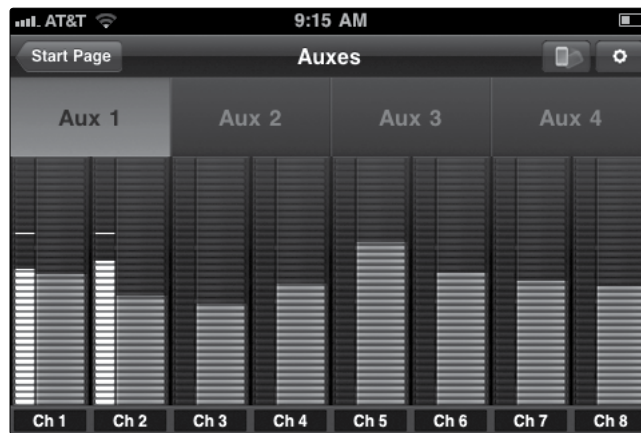 AT&T 9:15 AM
Start Page Auxes
Aux 1 Aux 2 Aux 3 Aux 4
Ch 1 Ch 2 Ch 3 Ch 4 Ch 5 Ch 6 Ch 7 Ch 8